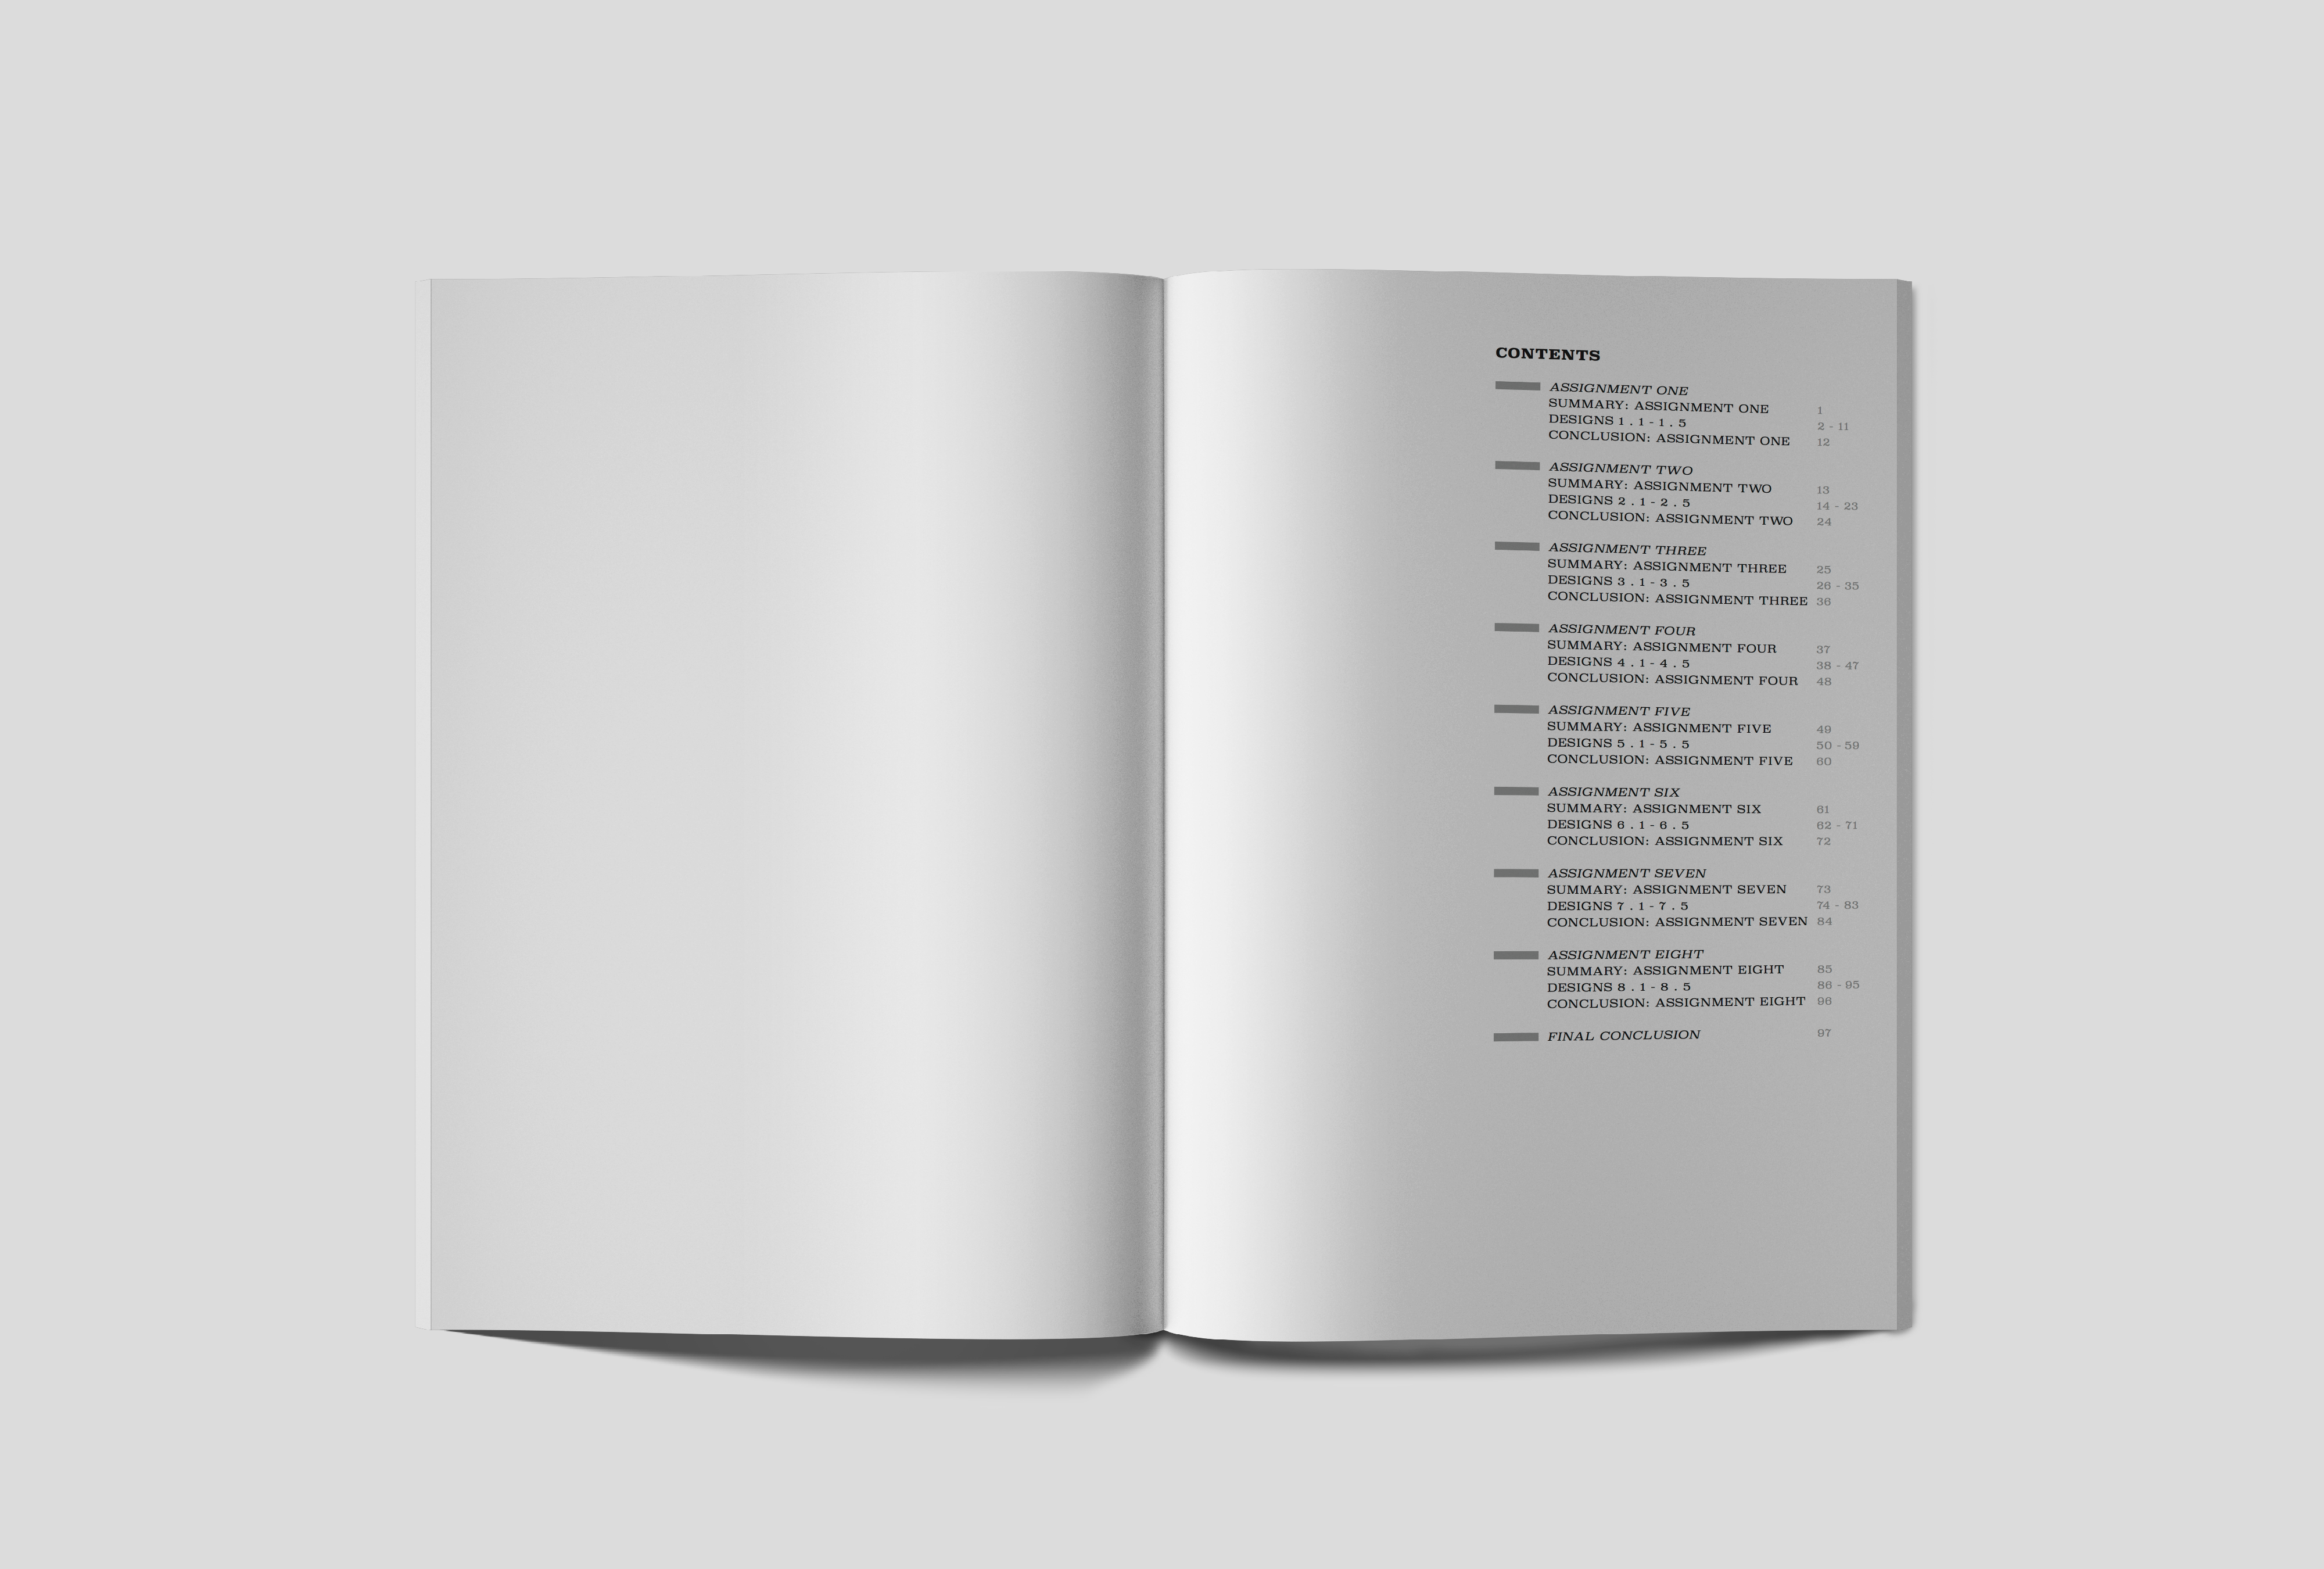 CONTENTS
ASSIGNMENT ONE
SUMMARY: ASSIGNMENT ONE 1
DESIGNS 1 . 1 - 1 . 5 2 - 11
CONCLUSION: ASSIGNMENT ONE 12
ASSIGNMENT TWO
SUMMARY: ASSIGNMENT TWO 13
DESIGNS 2 . 1 - 2 . 5 14 - 23
CONCLUSION: ASSIGNMENT TWO 24
ASSIGNMENT THREE
SUMMARY: ASSIGNMENT THREE 25
DESIGNS 3 . 1 - 3 . 5 26 - 35
CONCLUSION: ASSIGNMENT THREE 36
ASSIGNMENT FOUR
SUMMARY: ASSIGNMENT FOUR 37
DESIGNS 4 . 1 - 4 . 5 38 - 47
CONCLUSION: ASSIGNMENT FOUR 48
ASSIGNMENT FIVE
SUMMARY: ASSIGNMENT FIVE 49
DESIGNS 5 . 1 - 5 . 5 50 - 59
CONCLUSION: ASSIGNMENT FIVE 60
ASSIGNMENT SIX
SUMMARY: ASSIGNMENT SIX 61
DESIGNS 6 . 1 - 6 . 5 62 - 71
CONCLUSION: ASSIGNMENT SIX 72
ASSIGNMENT SEVEN
SUMMARY: ASSIGNMENT SEVEN 73
DESIGNS 7 . 1 - 7 . 5 74 - 83
CONCLUSION: ASSIGNMENT SEVEN 84
ASSIGNMENT EIGHT
SUMMARY: ASSIGNMENT EIGHT 85
DESIGNS 8 . 1 - 8 . 5 86 - 95
CONCLUSION: ASSIGNMENT EIGHT 96
FINAL CONCLUSION 97